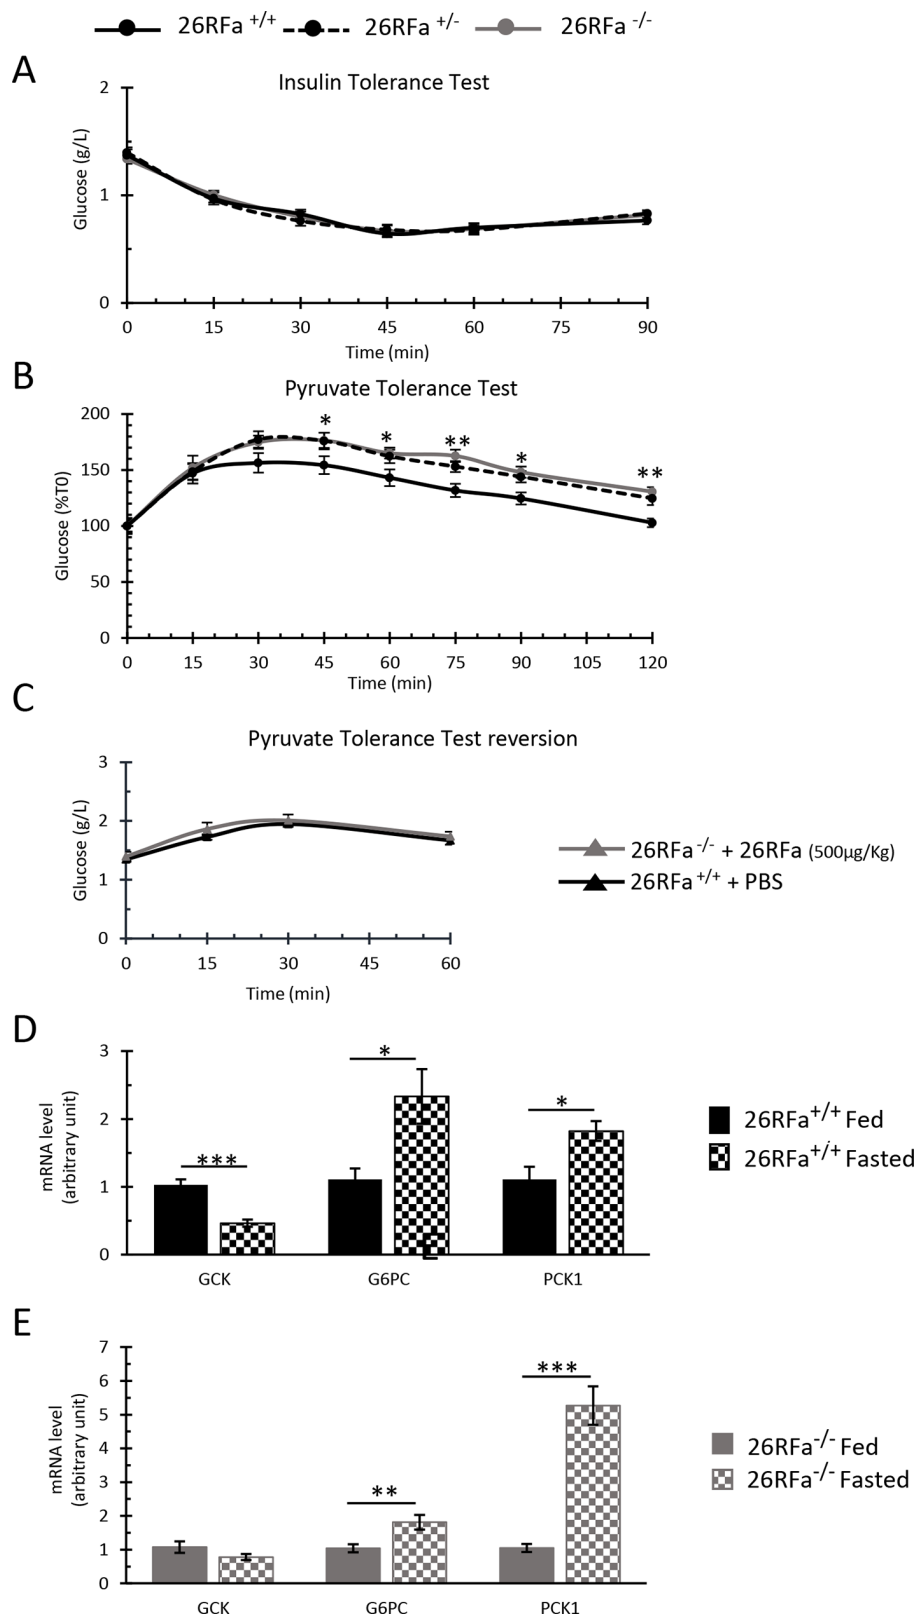 26RFa +/+ 26RFa +/- 26RFa -/-
A
Insulin Tolerance Test
2
1
0
Glucose (g/L)
0 15 30 45 60 75 90
Time (min)
B
Pyruvate Tolerance Test
200
150
100
50
0
Glucose (%T0)
* * ** * **
0 15 30 45 60 75 90 105 120
Time (min)
C
Pyruvate Tolerance Test reversion
3
2
1
0
Glucose (g/L)
0 15 30 45 60
Time (min)
26RFa -/- + 26RFa (500µg/Kg)
26RFa +/+ + PBS
D
3
2
1
0
mRNA level
(arbitrary unit)
*** * *
GCK G6PC PCK1
26RFa +/+ Fed
26RFa +/+ Fasted
E
7
6
5
4
3
2
1
0
mRNA level
(arbitrary unit)
** ***
GCK G6PC PCK1
26RFa -/- Fed
26RFa -/- Fasted